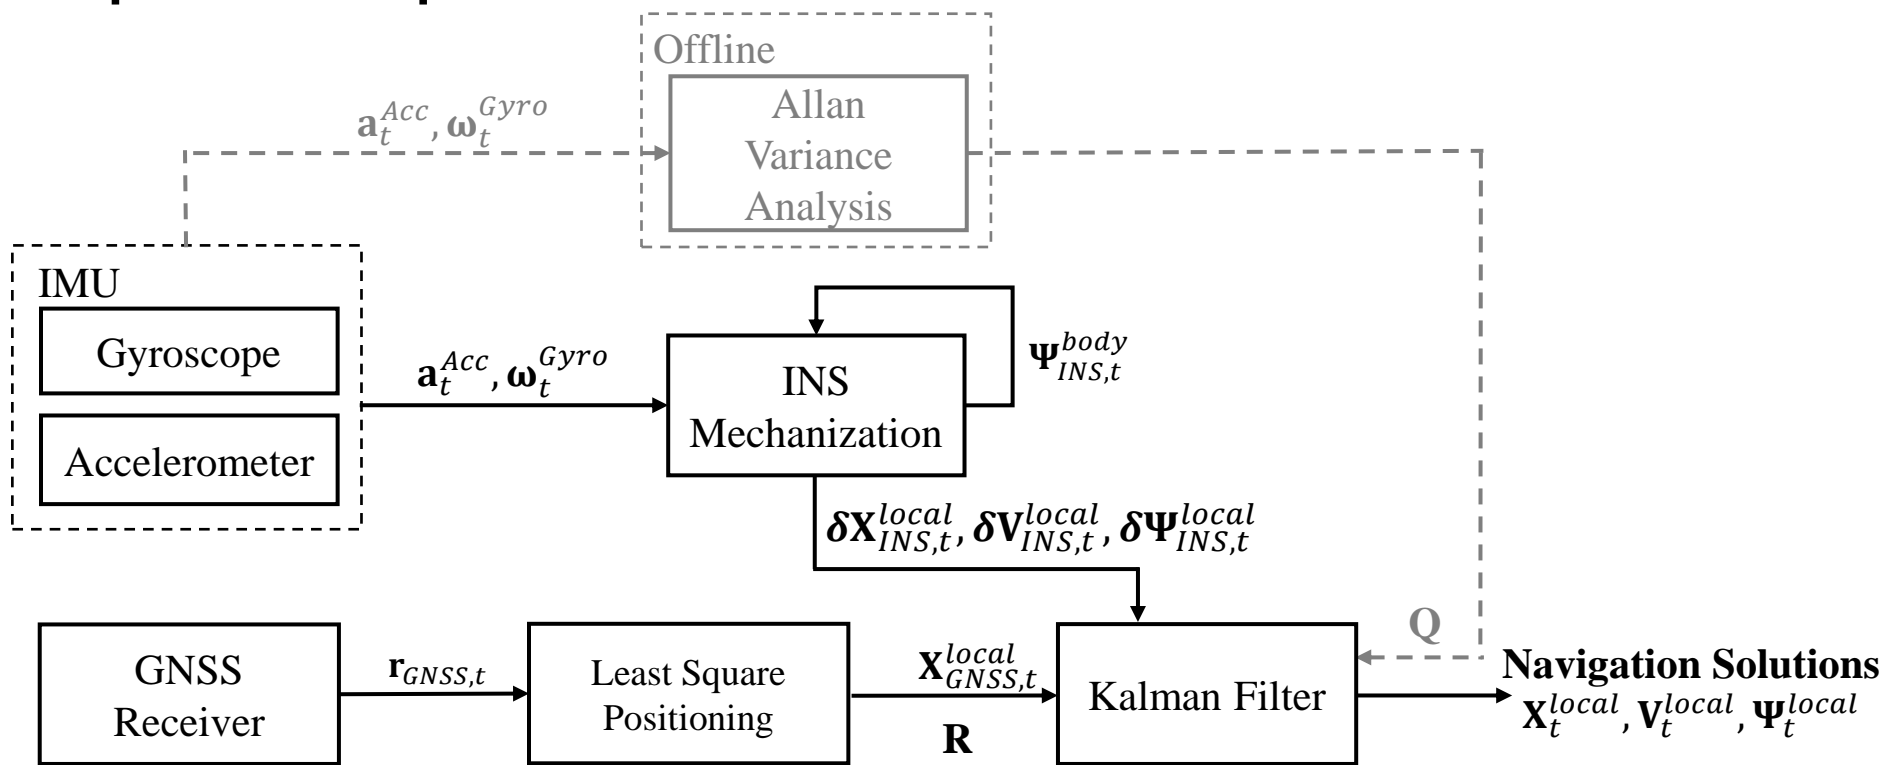 Offline
Allan
Variance
Analysis
𝐚_t^{Acc}, 𝛚_t^{Gyro}
IMU
Gyroscope
Accelerometer
𝐚_t^{Acc}, 𝛚_t^{Gyro}
INS
Mechanization
𝚿_{INS,t}^{body}
𝜹𝐗_{INS,t}^{local}, 𝜹𝐕_{INS,t}^{local}, 𝜹𝚿_{INS,t}^{local}
GNSS
Receiver
𝐫_{GNSS,t}
Least Square
Positioning
𝐗_{GNSS,t}^{local}
R
Kalman Filter
Q
Navigation Solutions
𝐗_t^{local}, 𝐕_t^{local}, 𝚿_t^{local}